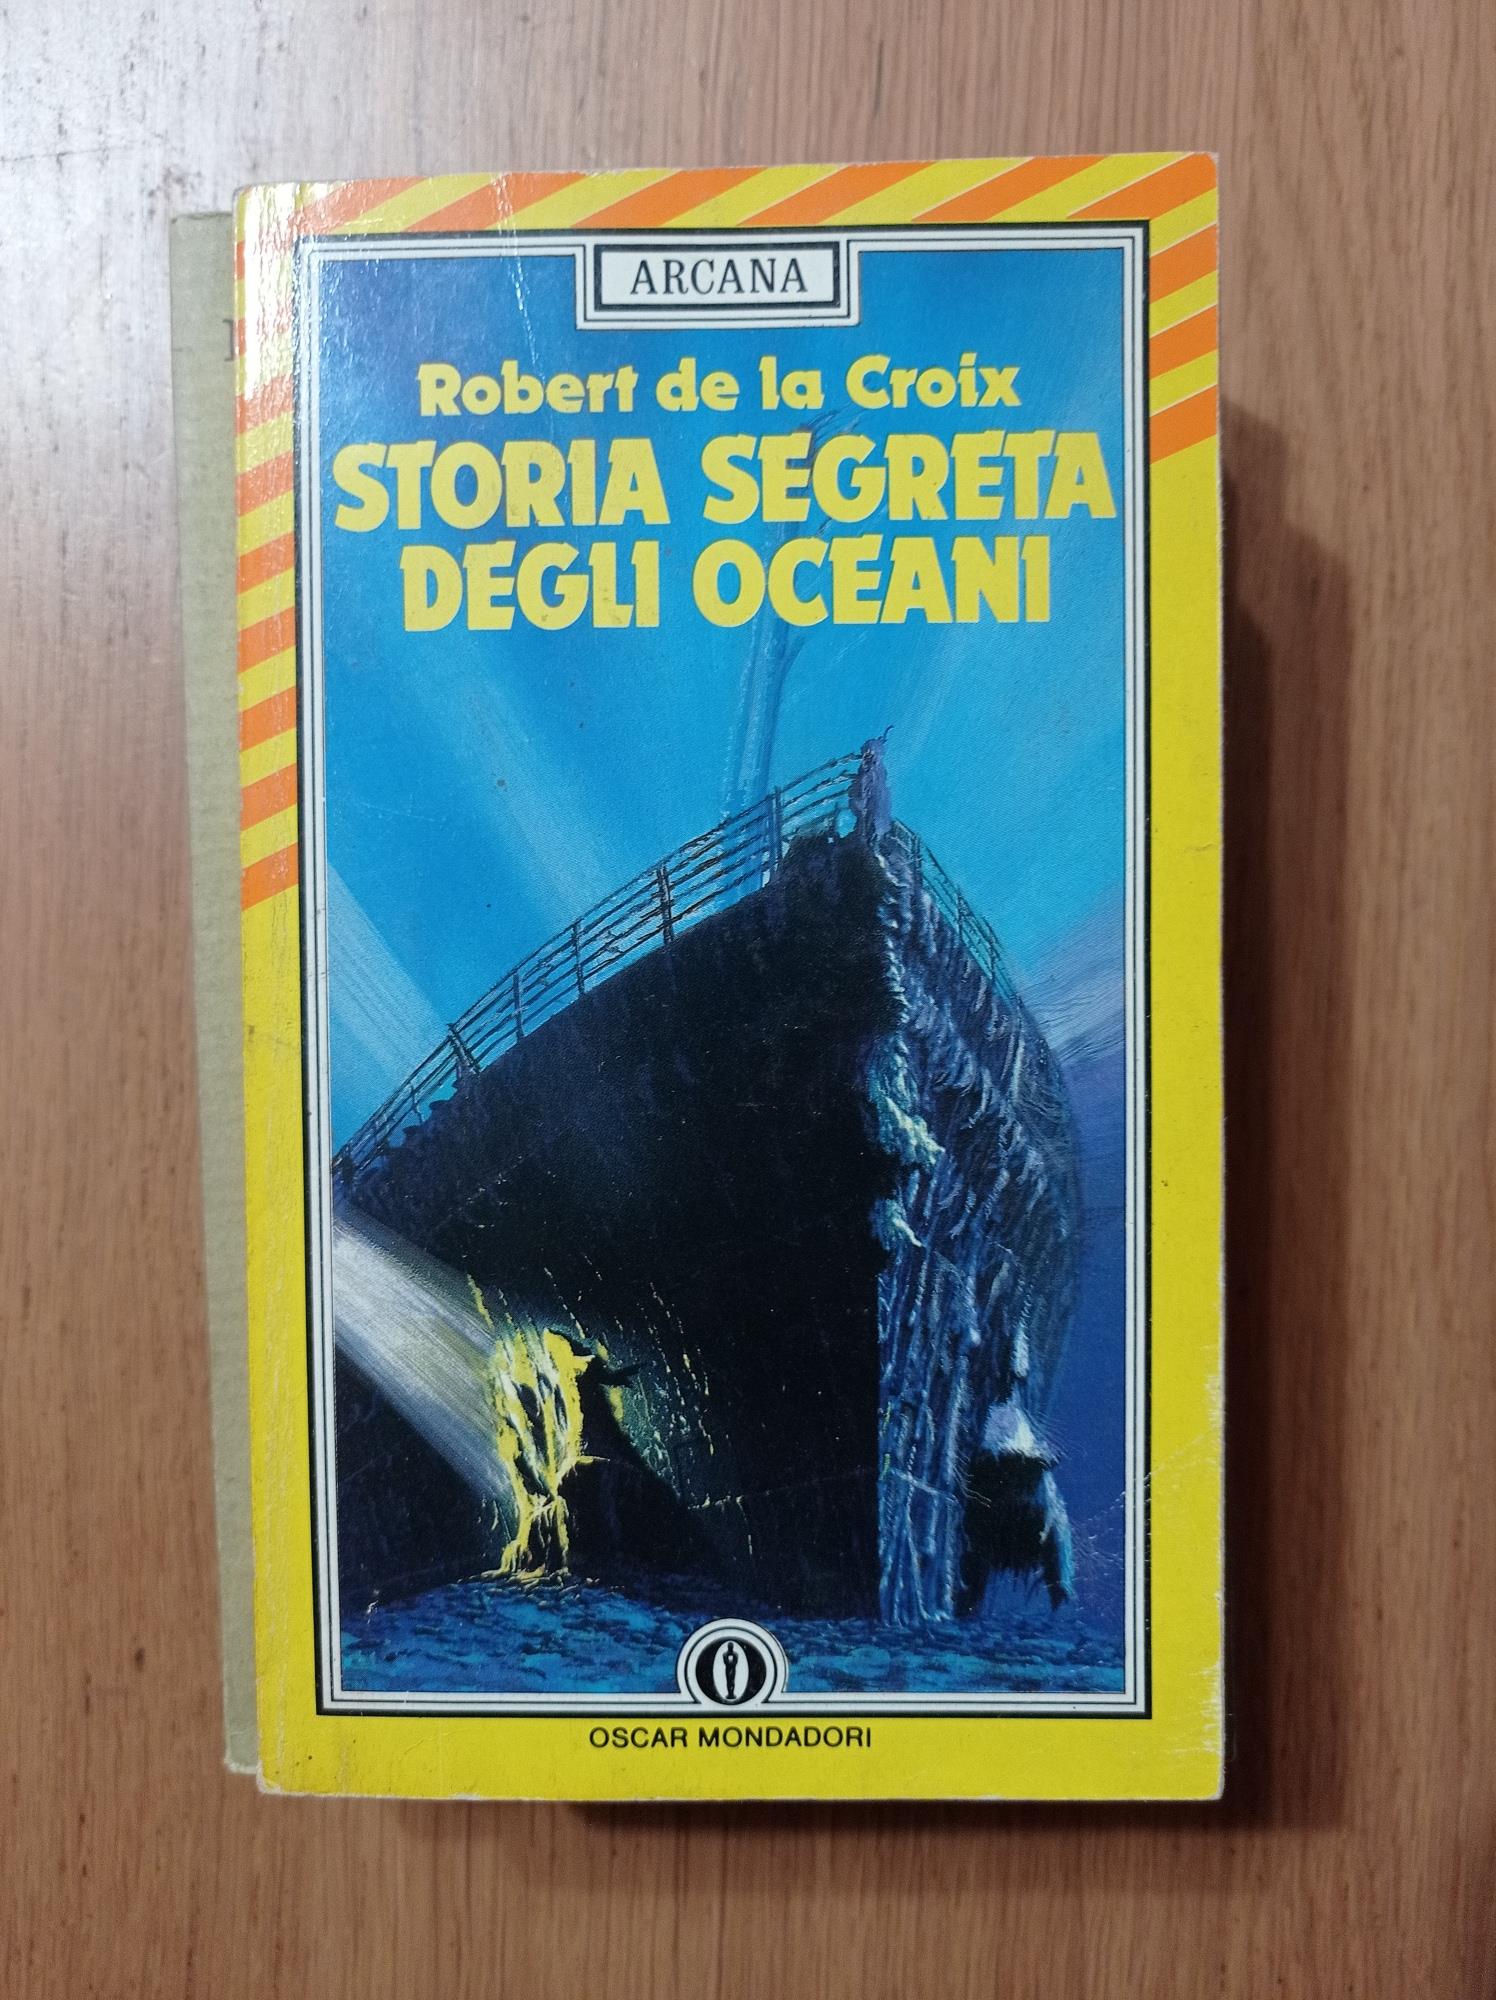 ARCANA
Robert de la Croix
STORIA SEGRETA
DEGLI OCEANI
OSCAR MONDADORI